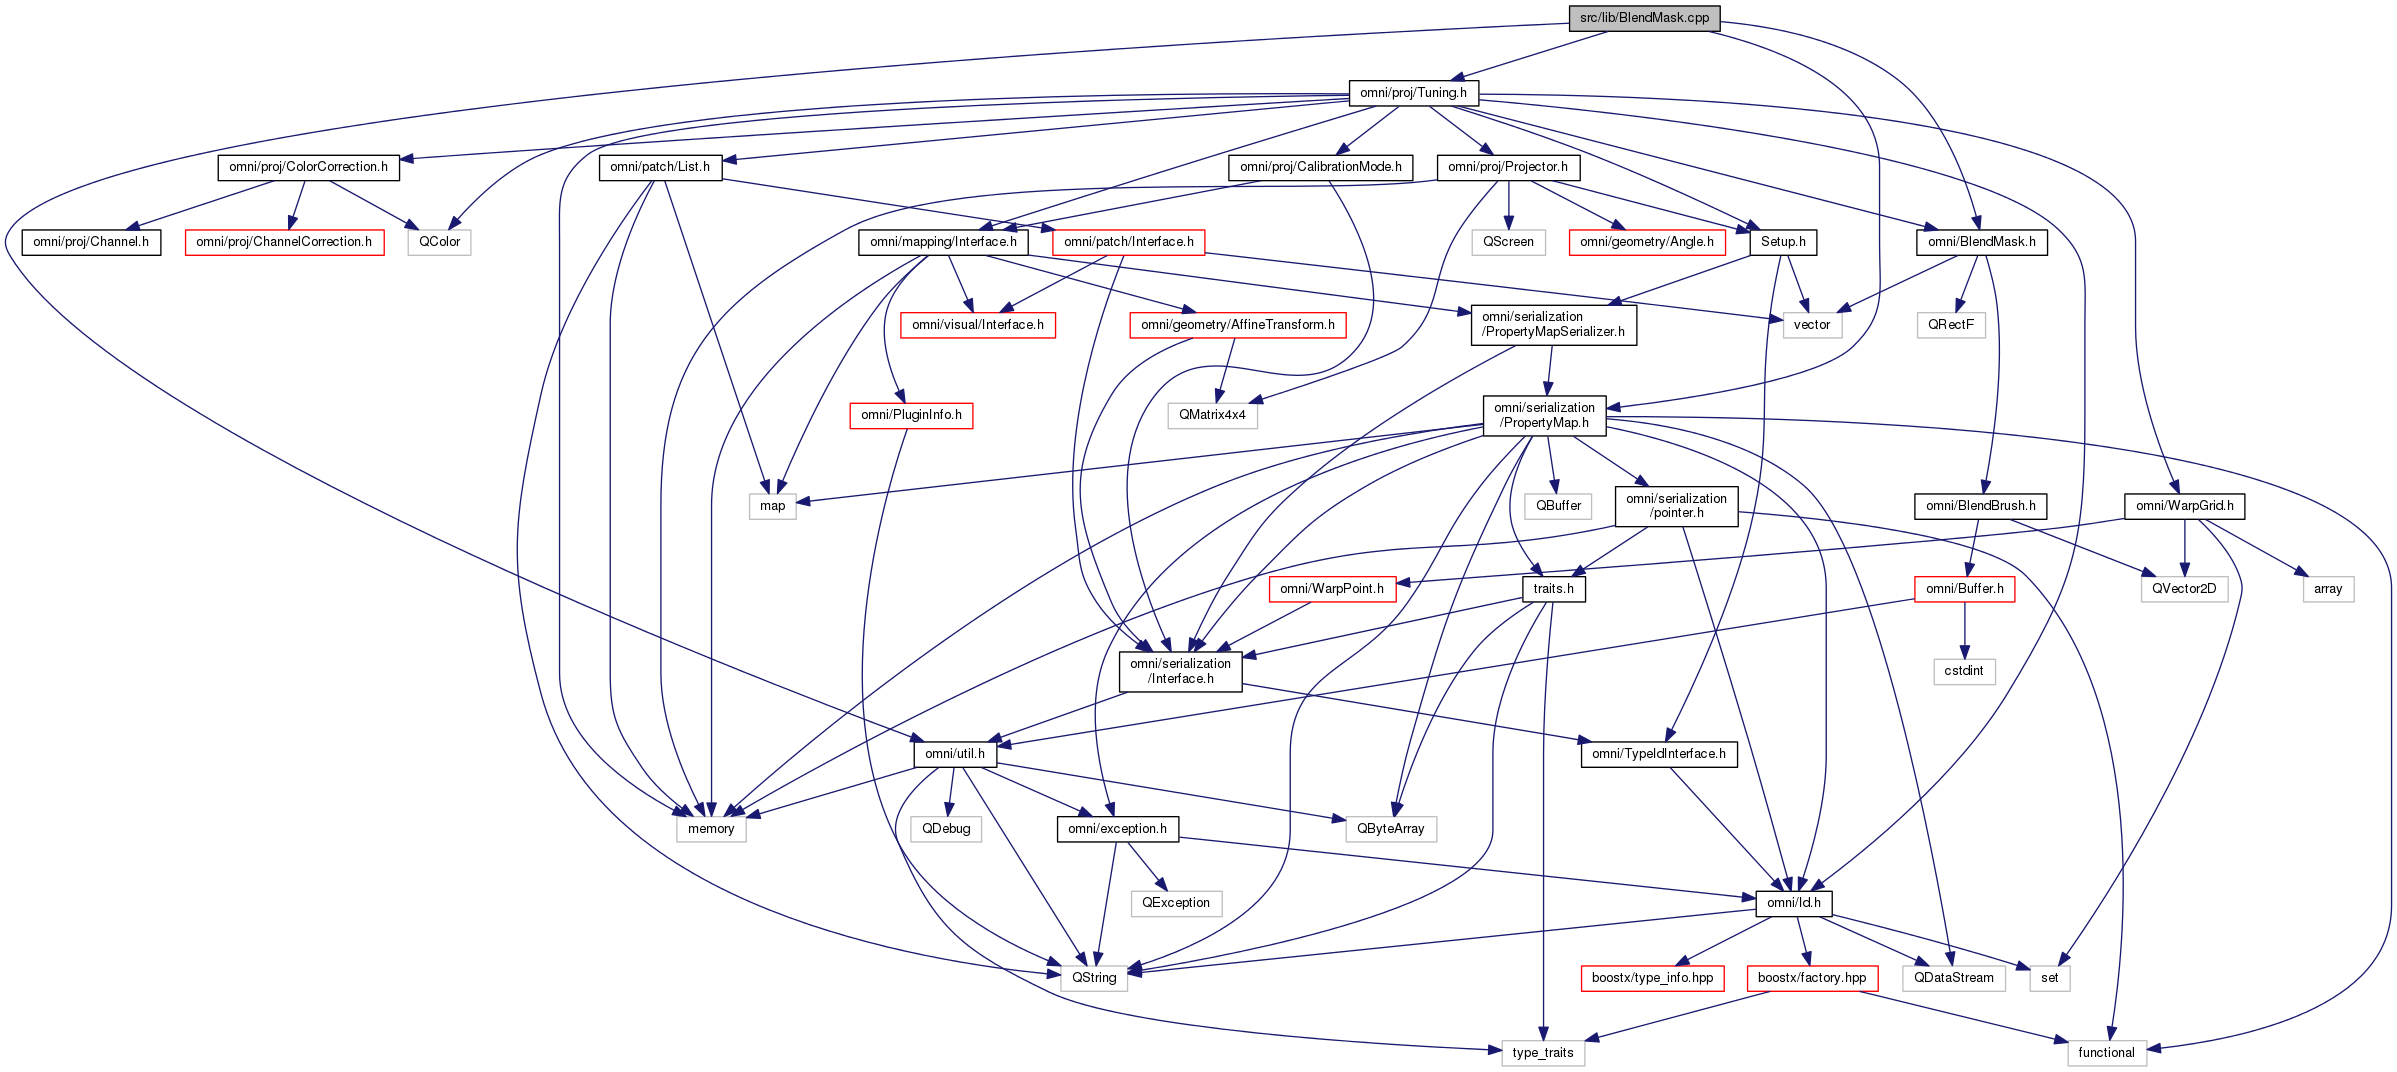 src/lib/BlendMask.cpp
omni/proj/Tuning.h
omni/proj/ColorCorrection.h
omni/patch/List.h
omni/proj/CalibrationMode.h
omni/proj/Projector.h
omni/proj/Channel.h
omni/proj/ChannelCorrection.h
QColor
omni/mapping/Interface.h
omni/patch/Interface.h
QScreen
omni/geometry/Angle.h
Setup.h
omni/BlendMask.h
omni/visual/Interface.h
omni/geometry/AffineTransform.h
omni/serialization
/PropertyMapSerializer.h
vector
QRectF
omni/PluginInfo.h
QMatrix4x4
omni/serialization
/PropertyMap.h
map
QBuffer
omni/serialization
/pointer.h
omni/BlendBrush.h
omni/WarpGrid.h
omni/WarpPoint.h
traits.h
omni/Buffer.h
QVector2D
array
omni/serialization
/Interface.h
cstdint
omni/util.h
omni/TypeIdInterface.h
memory
QDebug
omni/exception.h
QByteArray
QException
omni/Id.h
QString
boostx/type_info.hpp
boostx/factory.hpp
QDataStream
set
type_traits
functional